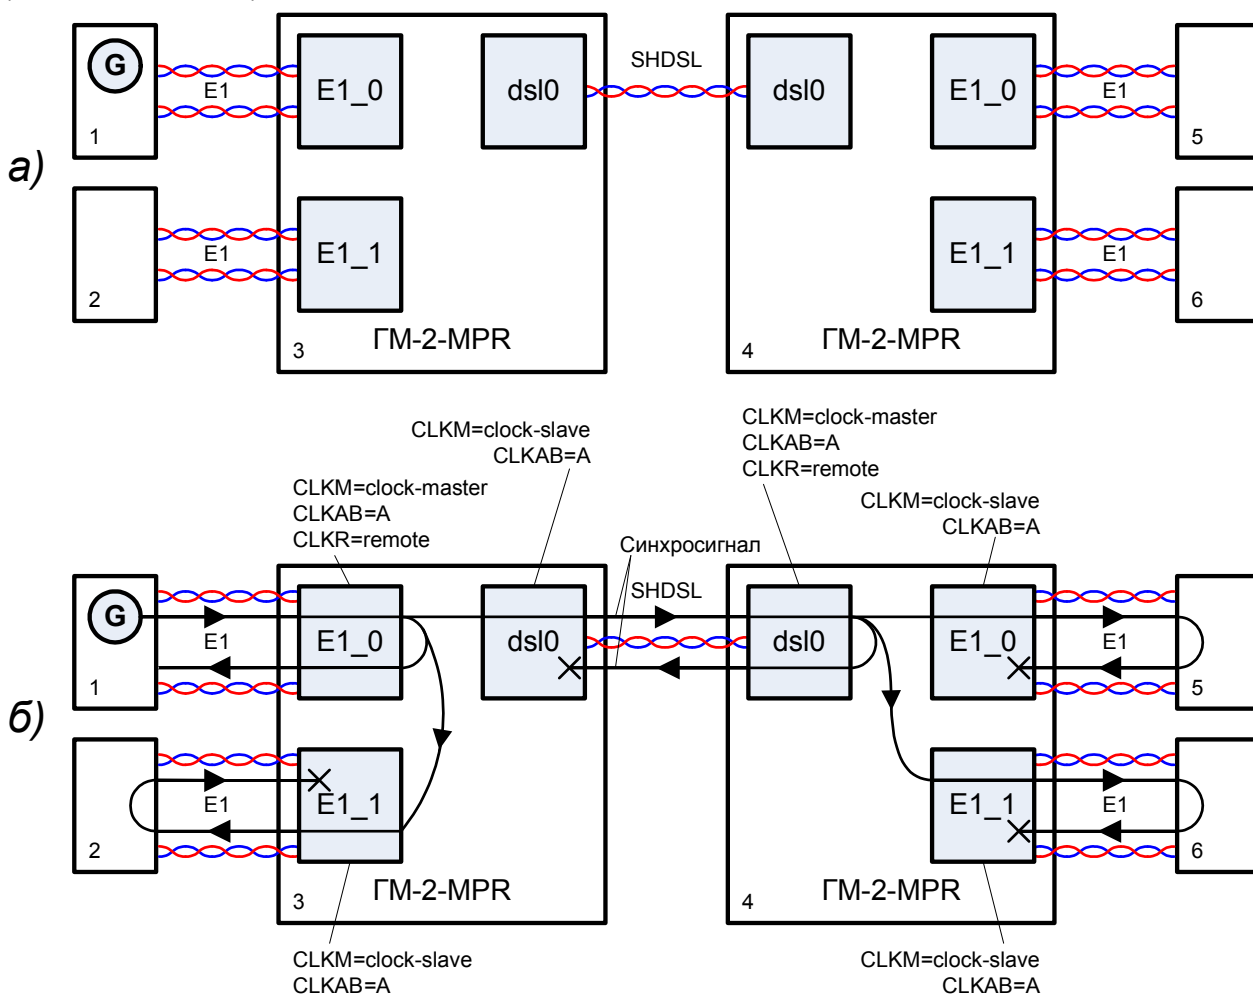 G
E1
1
E1_0
dsl0
SHDSL
dsl0
E1_0
E1
5
а)
E1
2
E1_1
ГМ-2-MPR
3
E1_1
ГМ-2-MPR
4
E1
6
CLKM=clock-slave
CLKAB=A
CLKM=clock-master
CLKAB=A
CLKR=remote
CLKM=clock-master
CLKAB=A
CLKR=remote
CLKM=clock-slave
CLKAB=A
Синхросигнал
G
E1
1
E1_0
dsl0
SHDSL
dsl0
E1_0
E1
5
б)
E1
2
E1_1
ГМ-2-MPR
3
E1_1
ГМ-2-MPR
4
E1
6
CLKM=clock-slave
CLKAB=A
CLKM=clock-slave
CLKAB=A